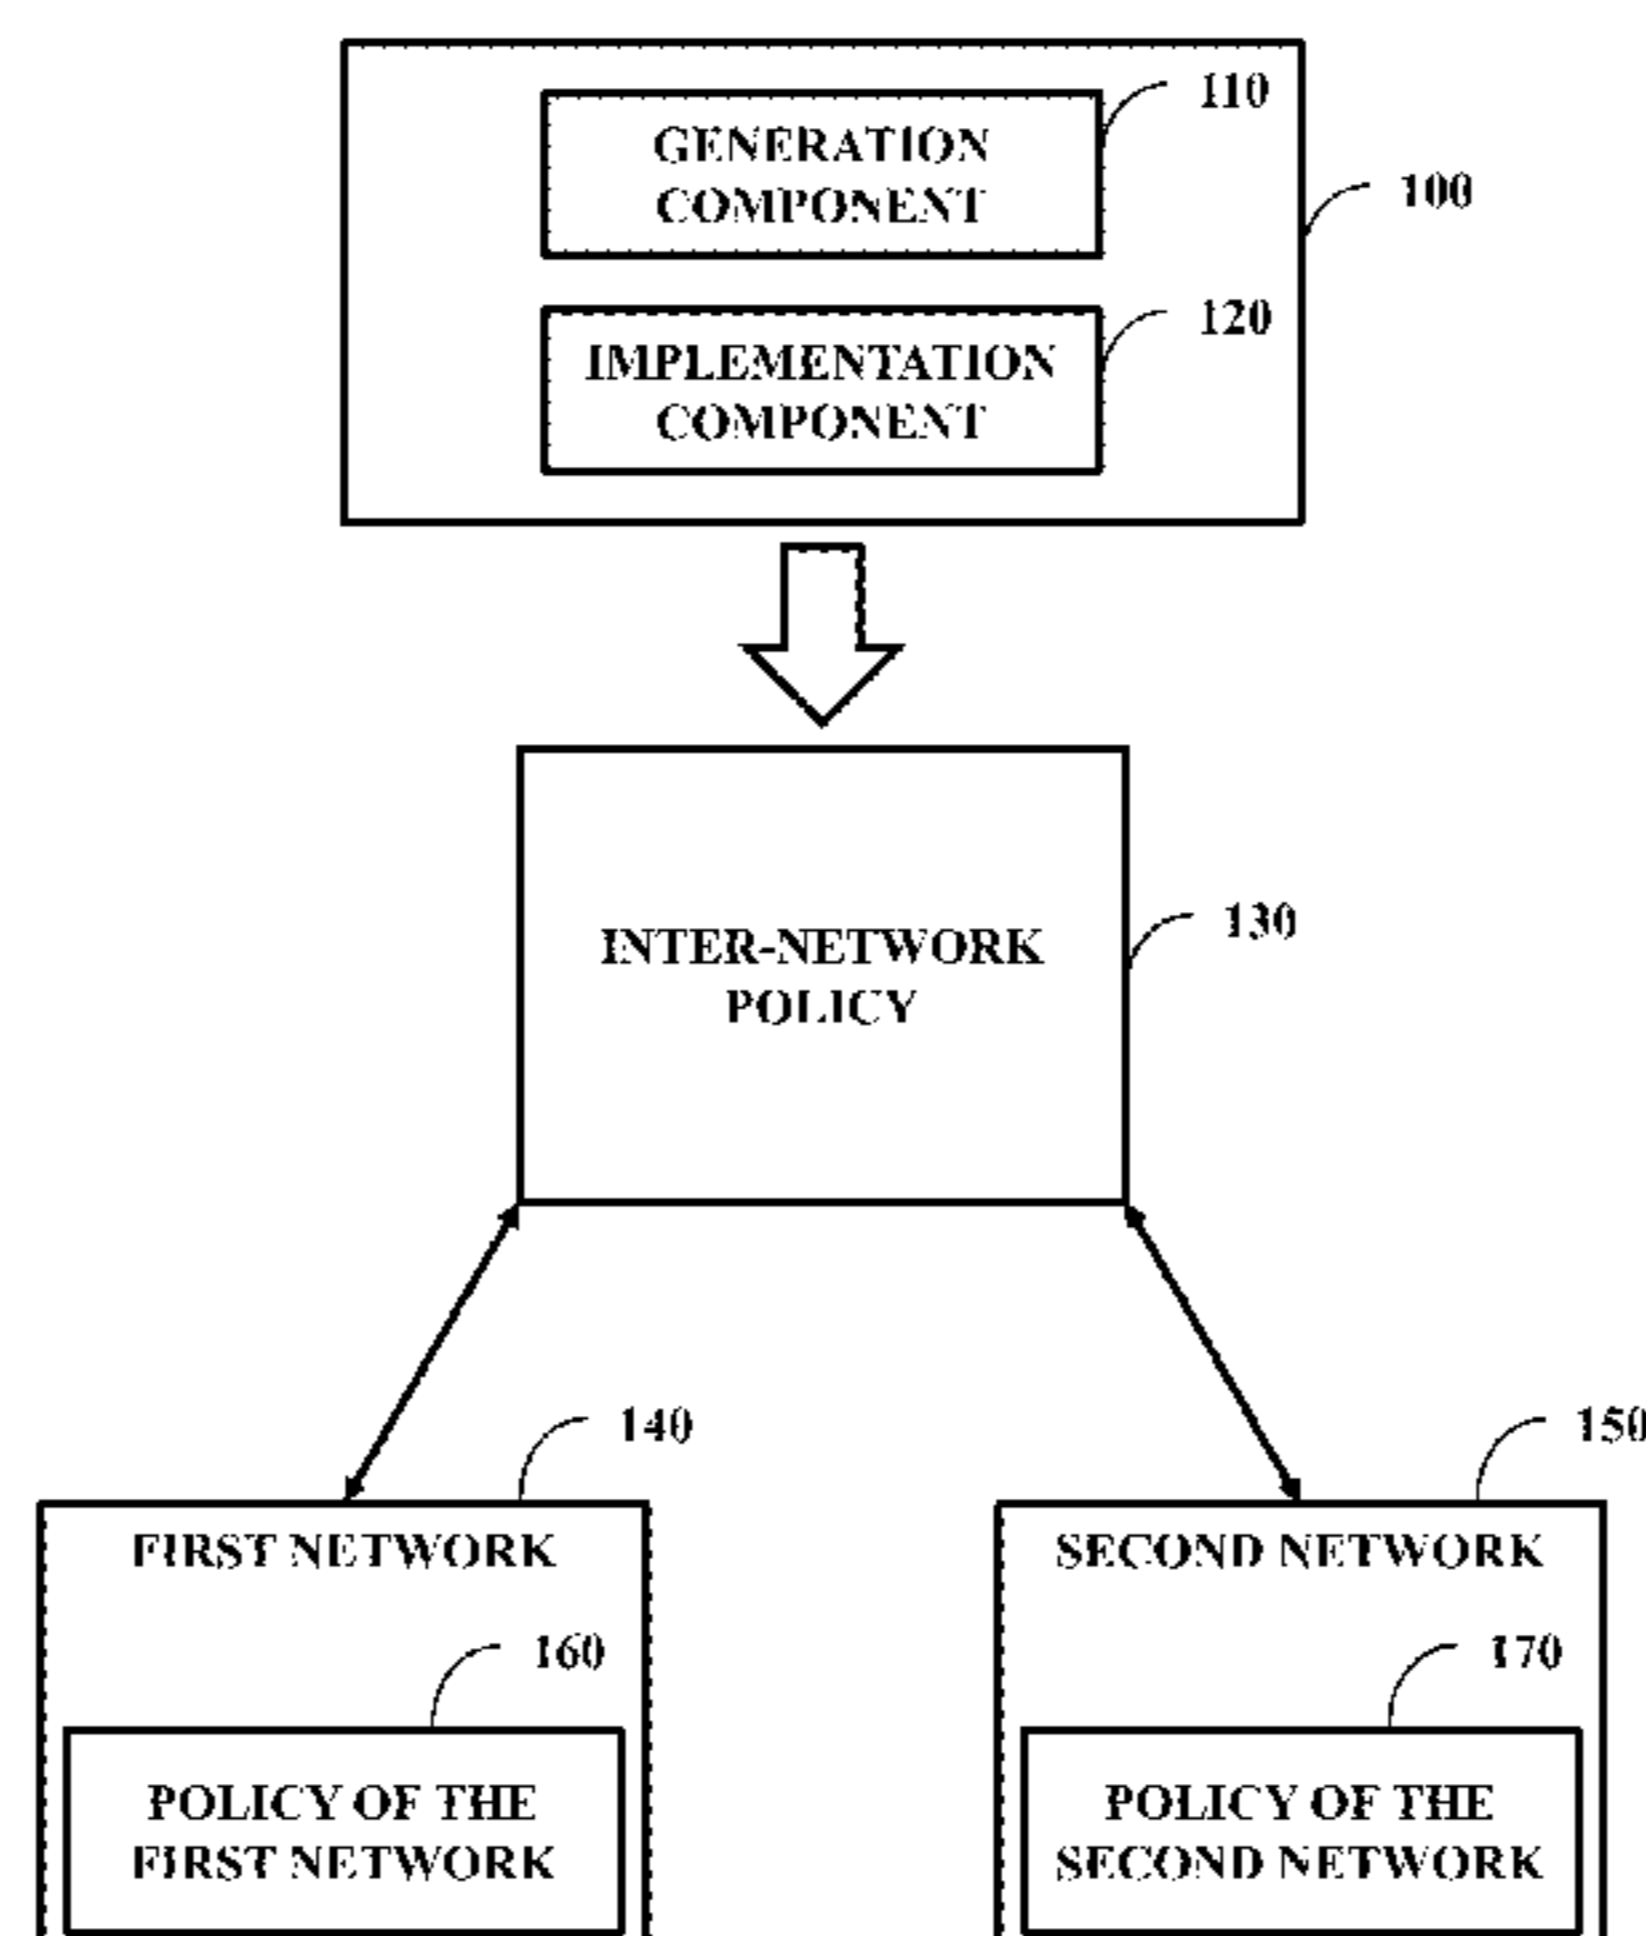 110
GENERATION
COMPONENT
100
120
IMPLEMENTATION
COMPONENT
130
INTER-NETWORK
POLICY
140
150
FIRST NETWORK
SECOND NETWORK
160
170
POLICY OF THE
FIRST NETWORK
POLICY OF THE
SECOND NETWORK